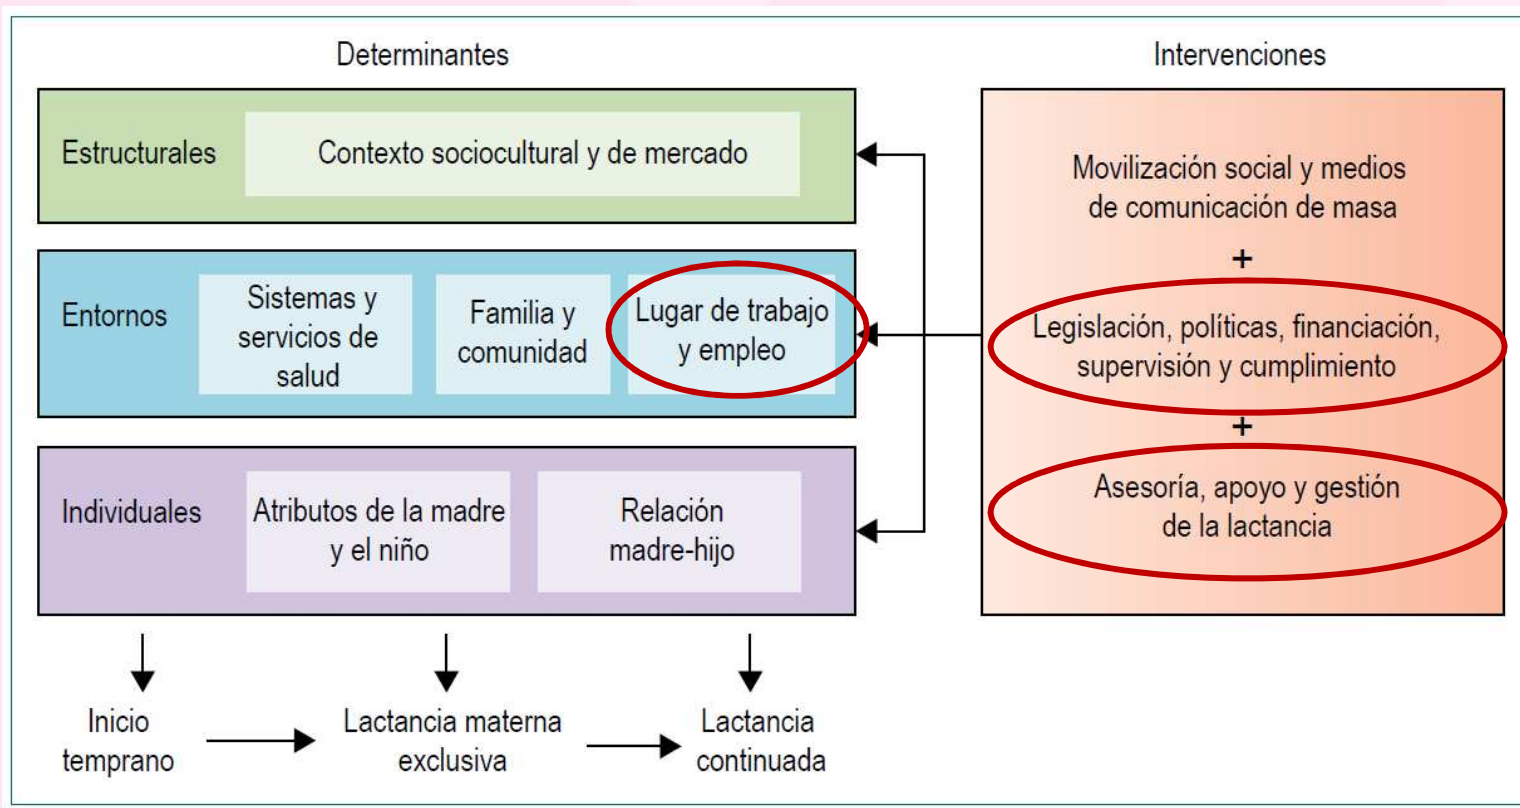 Determinantes
Intervenciones
Estructurales
Contexto sociocultural y de mercado
Entornos
Sistemas y
servicios de
salud
Familia y
comunidad
Lugar de trabajo
y empleo
Individuales
Atributos de la madre
y el niño
Relación
madre-hijo
Movilización social y medios
de comunicación de masa
+
Legislación, políticas, financiación,
supervisión y cumplimiento
+
Asesoría, apoyo y gestión
de la lactancia
Inicio
temprano
Lactancia materna
exclusiva
Lactancia
continuada